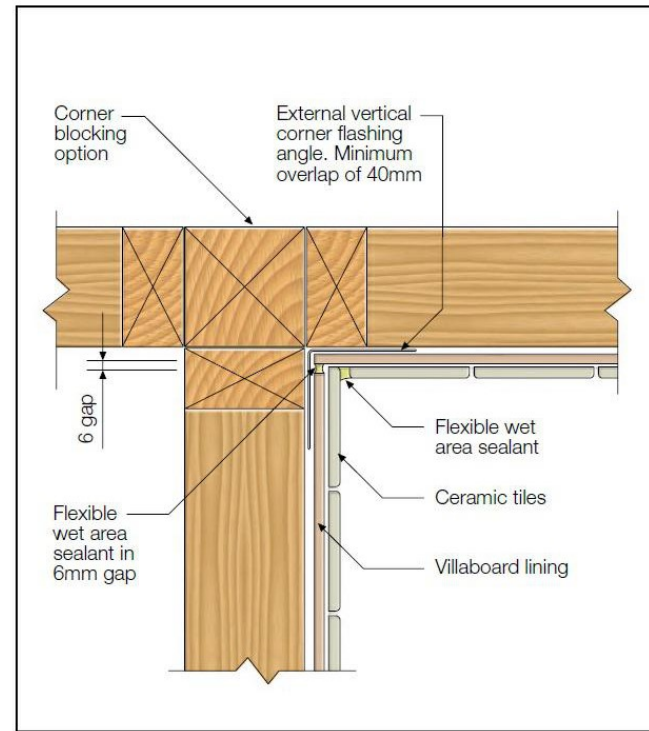 Corner
blocking
option
External vertical
corner flashing
angle. Minimum
overlap of 40mm
6 gap
Flexible
wet area
sealant in
6mm gap
Flexible wet
area sealant
Ceramic tiles
Villaboard lining